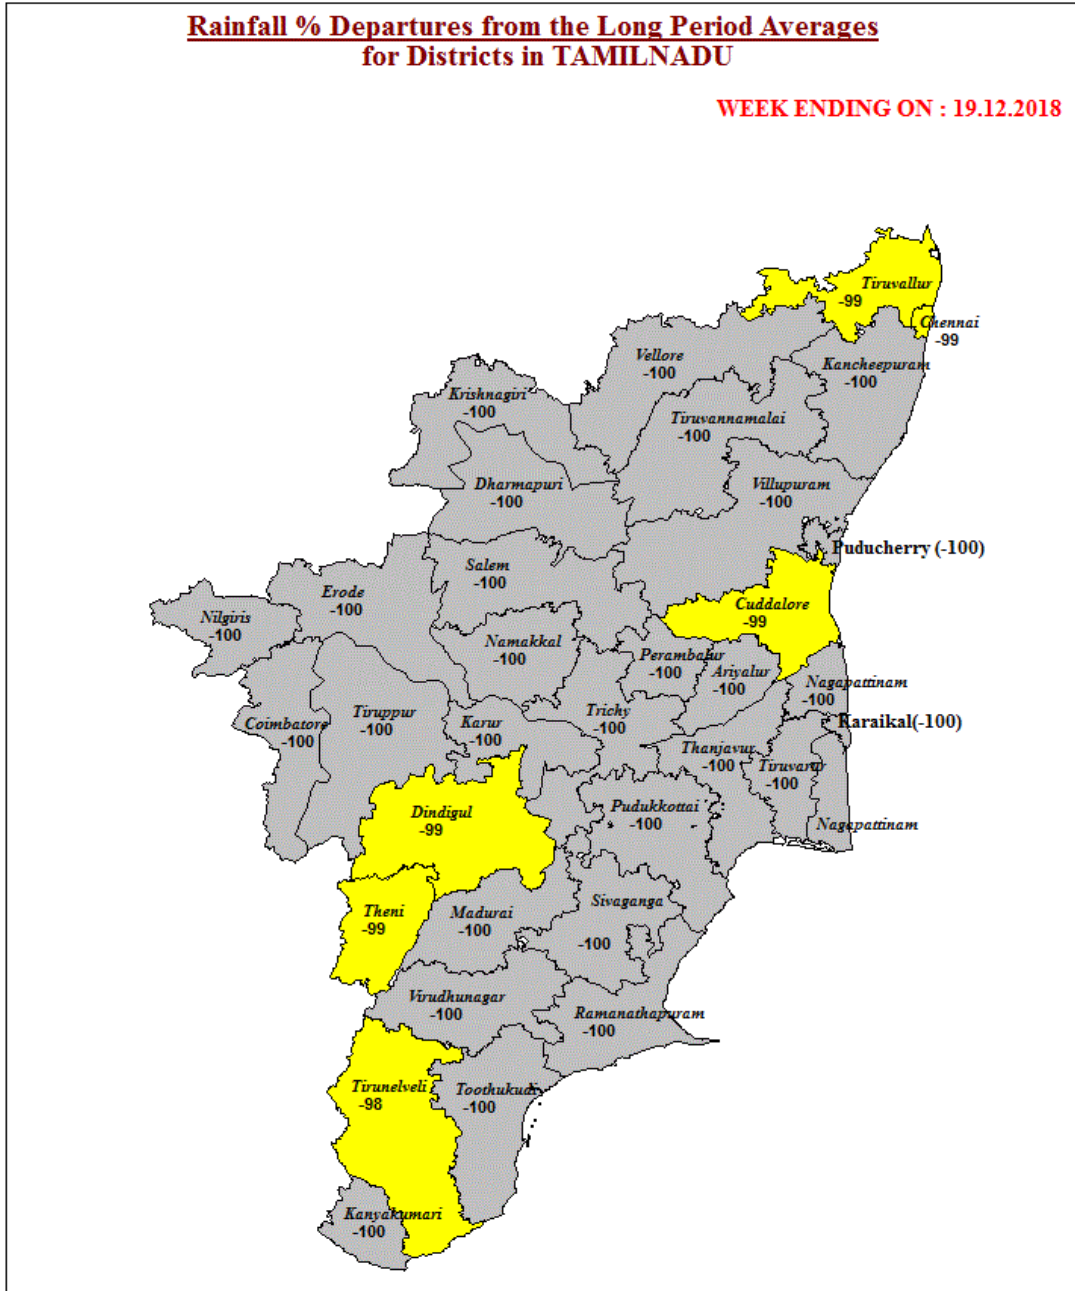 Rainfall % Departures from the Long Period Averages
for Districts in TAMILNADU
WEEK ENDING ON : 19.12.2018
Tiruvallur
-99
Chennai
-99
Vellore
-100
Kancheepuram
-100
Krishnagiri
-100
Tiruvannamalai
-100
Dharmapuri
-100
Villupuram
-100
Puducherry (-100)
Salem
-100
Erode
-100
Nilgiris
-100
Cuddalore
-99
Namakkal
-100
Perambalur
-100
Ariyalur
-100
Nagapattinam
-100
Coimbatore
-100
Tiruppur
-100
Karur
-100
Trichy
-100
Karaikal(-100)
Thanjavur
-100
Tiruvarur
-100
Dindigul
-99
Pudukkottai
-100
Nagapattinam
Theni
-99
Madurai
-100
Sivaganga
-100
Virudhunagar
-100
Ramanathapuram
-100
Tirunelveli
-98
Toothukudi
-100
Kanyakumari
-100